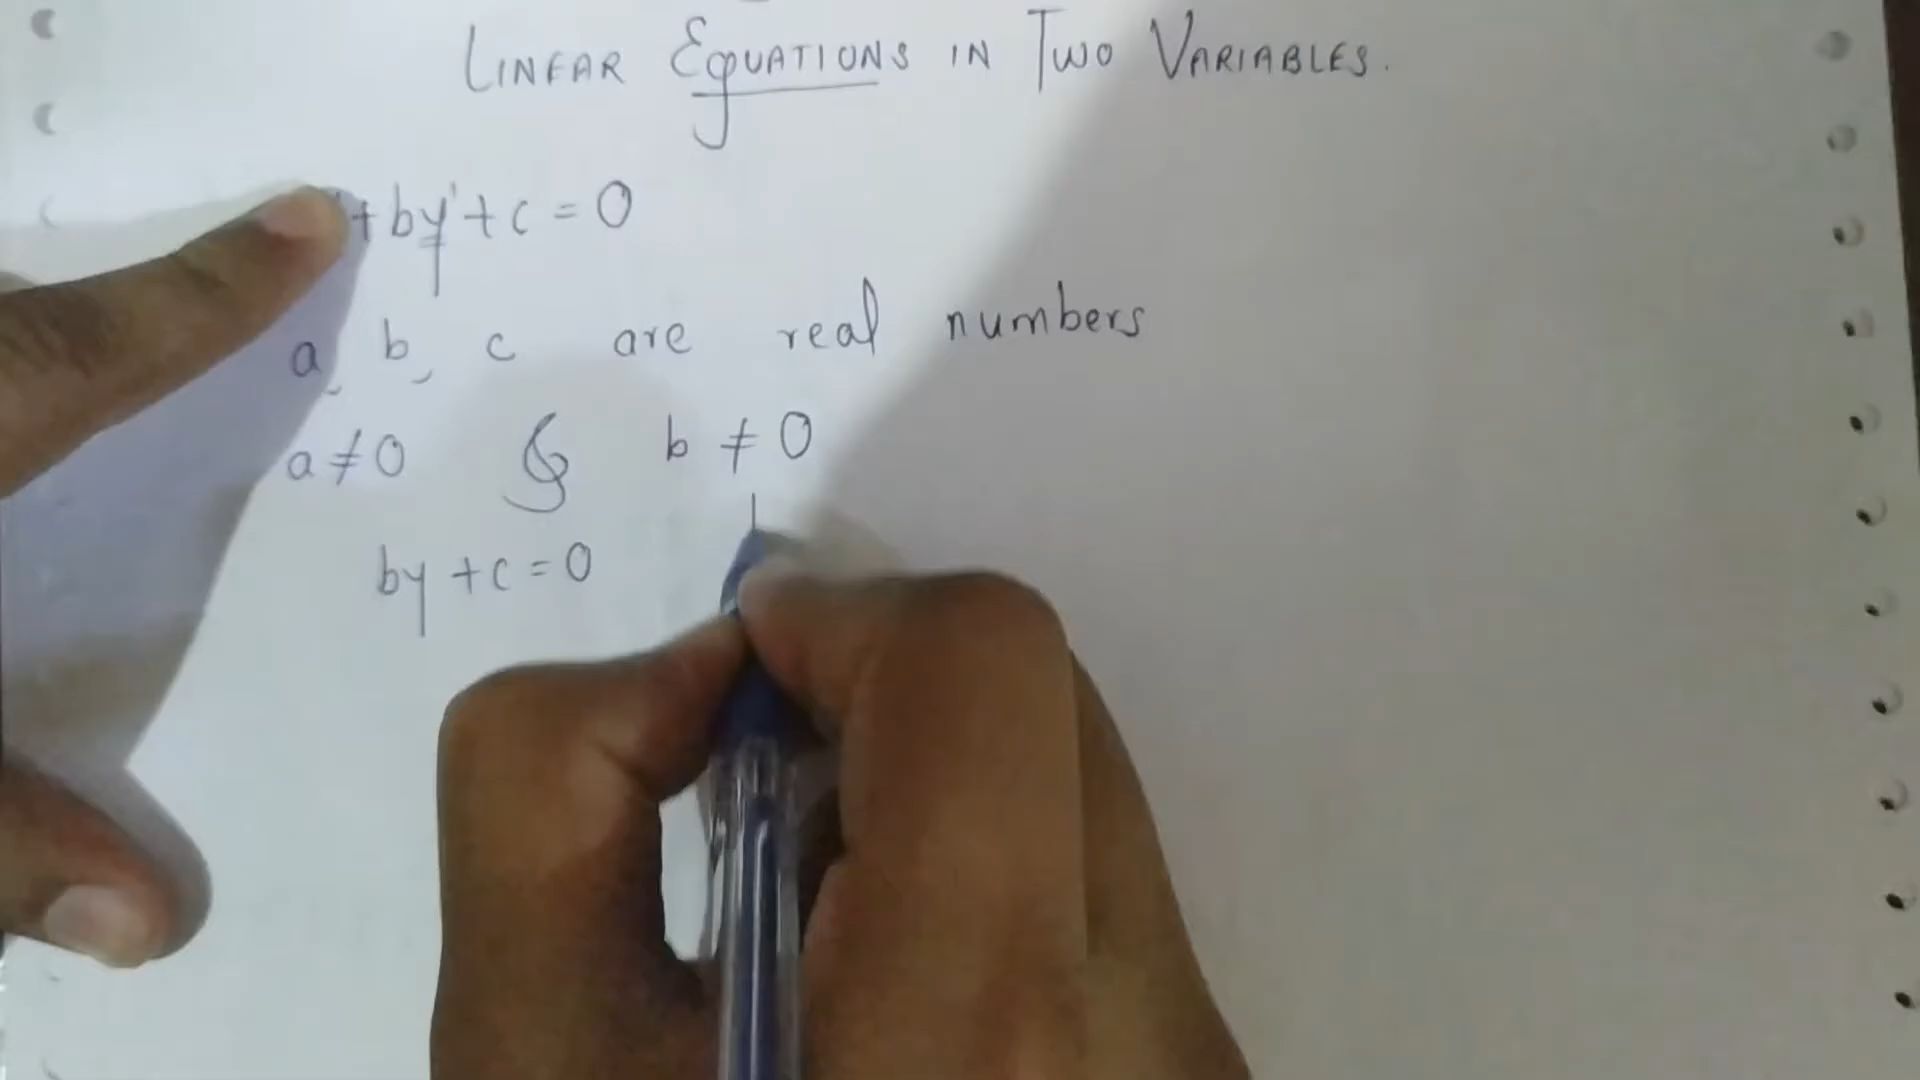 LINEAR EQUATIONS IN TWO VARIABLES.
+ by' + c = 0
a, b, c are real numbers
a ≠ 0 & b ≠ 0
by + c = 0